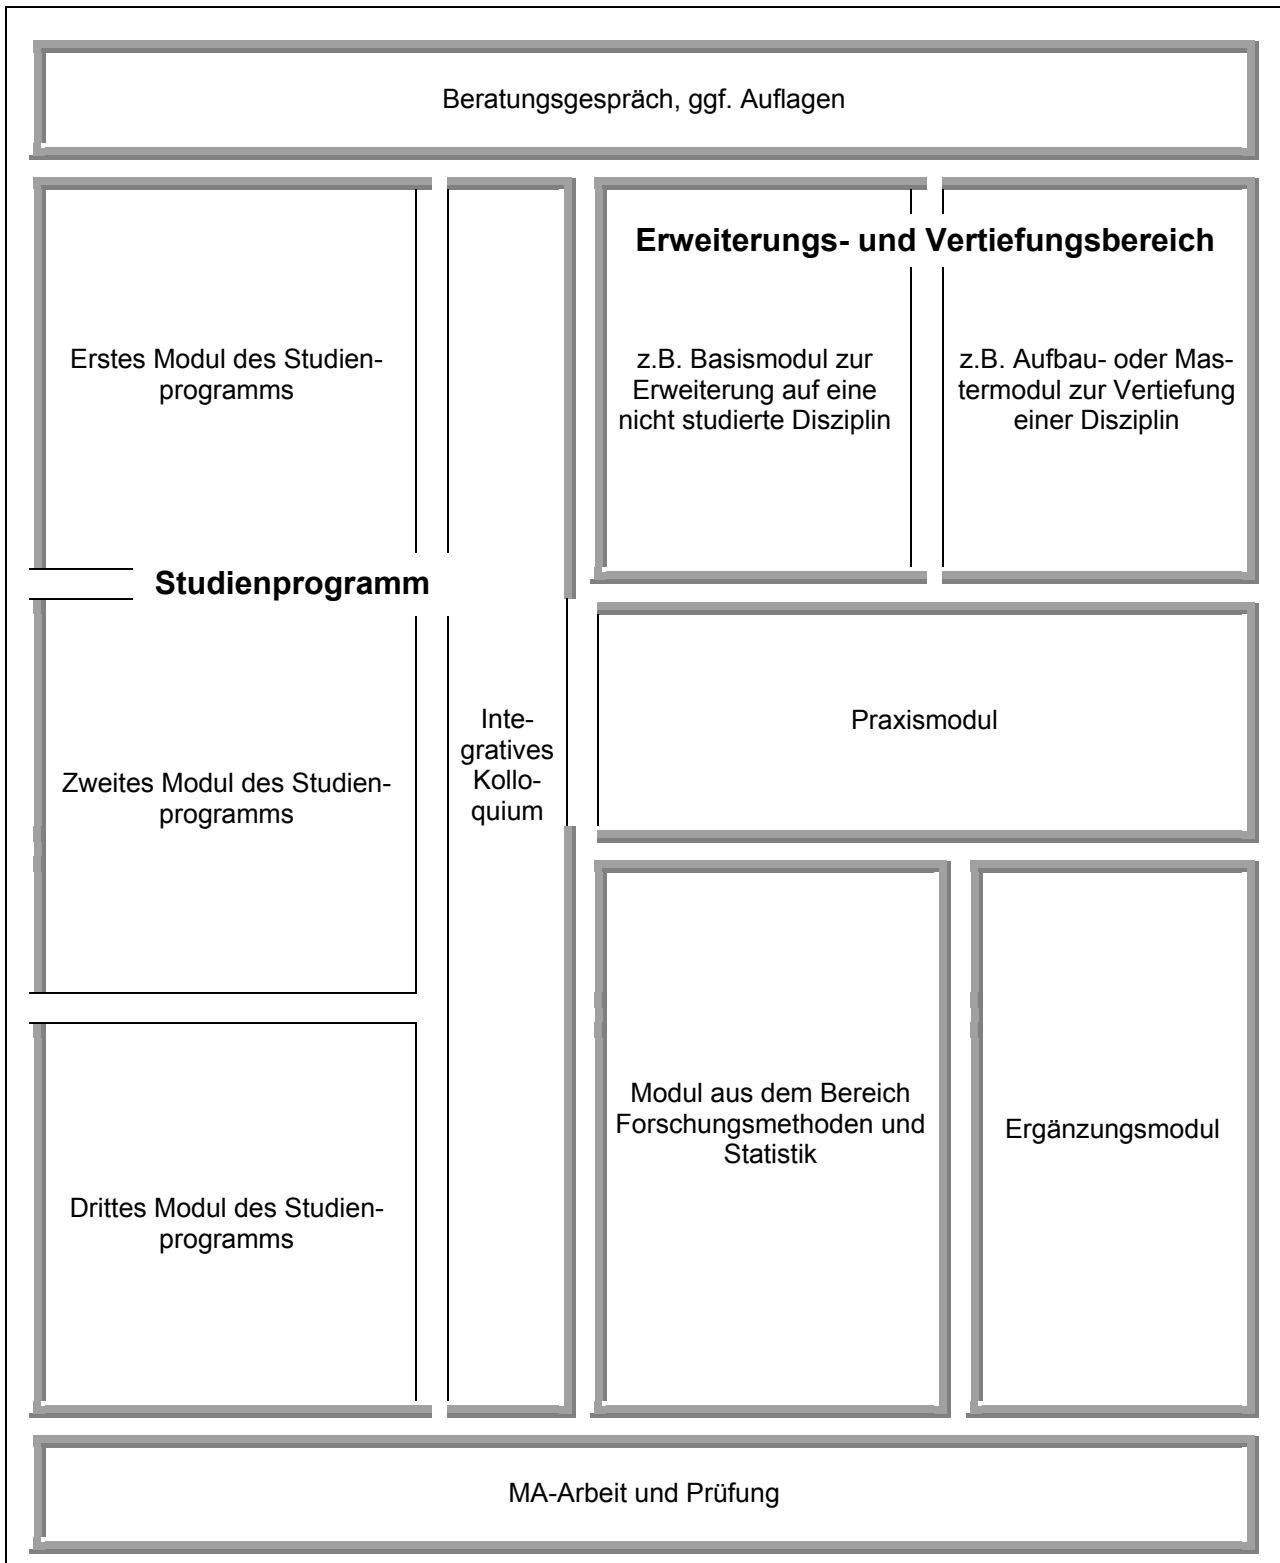 Beratungsgespräch, ggf. Auflagen
Erstes Modul des Studien-
programms
Studienprogramm
Zweites Modul des Studien-
programms
Drittes Modul des Studien-
programms
Inte-
gratives
Kollo-
quium
Erweiterungs- und Vertiefungsbereich
z.B. Basismodul zur
Erweiterung auf eine
nicht studierte Disziplin
z.B. Aufbau- oder Mas-
termodul zur Vertiefung
einer Disziplin
Praxismodul
Modul aus dem Bereich
Forschungsmethoden und
Statistik
Ergänzungsmodul
MA-Arbeit und Prüfung